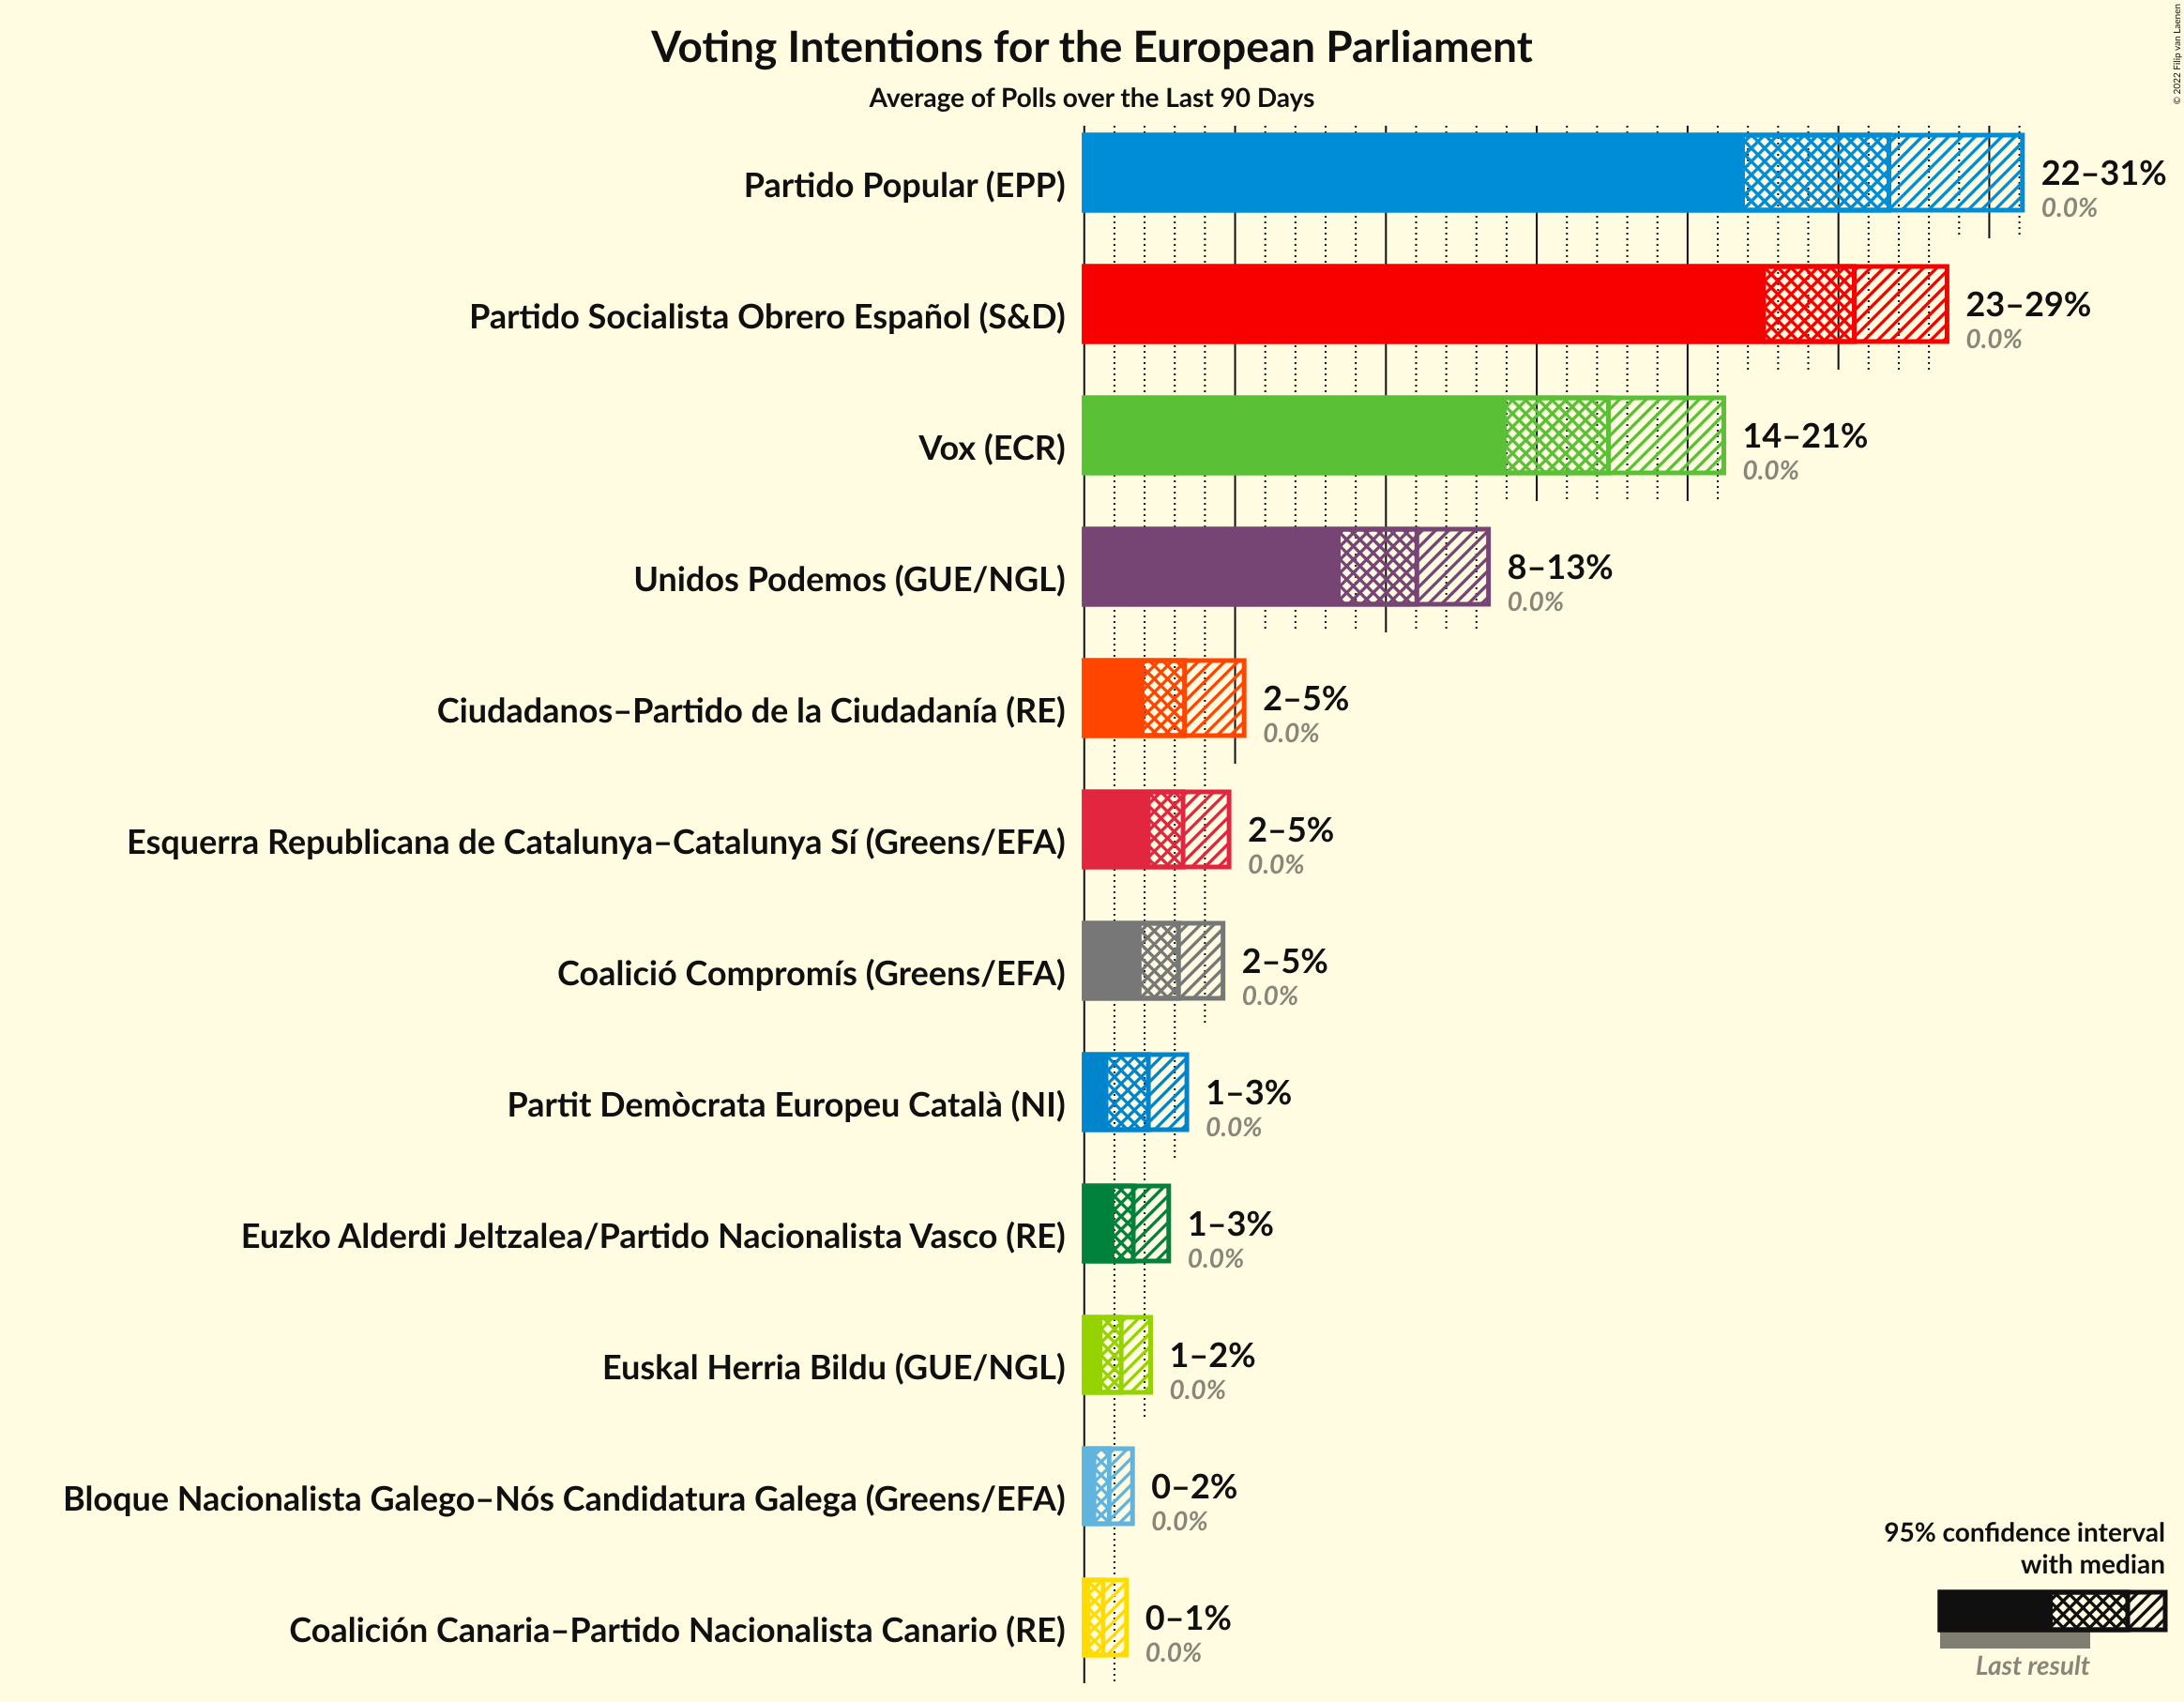 © 2022 Filip van Laenen
Voting Intentions for the European Parliament
Average of Polls over the Last 90 Days
Partido Popular (EPP)
22–31%
0.0%
Partido Socialista Obrero Español (S&D)
23–29%
0.0%
Vox (ECR)
14–21%
0.0%
Unidos Podemos (GUE/NGL)
8–13%
0.0%
Ciudadanos–Partido de la Ciudadanía (RE)
2–5%
0.0%
Esquerra Republicana de Catalunya–Catalunya Sí (Greens/EFA)
2–5%
0.0%
Coalició Compromís (Greens/EFA)
2–5%
0.0%
Partit Demòcrata Europeu Català (NI)
1–3%
0.0%
Euzko Alderdi Jeltzalea/Partido Nacionalista Vasco (RE)
1–3%
0.0%
Euskal Herria Bildu (GUE/NGL)
1–2%
0.0%
Bloque Nacionalista Galego–Nós Candidatura Galega (Greens/EFA)
0–2%
0.0%
Coalición Canaria–Partido Nacionalista Canario (RE)
0–1%
0.0%
95% confidence interval
with median
Last result